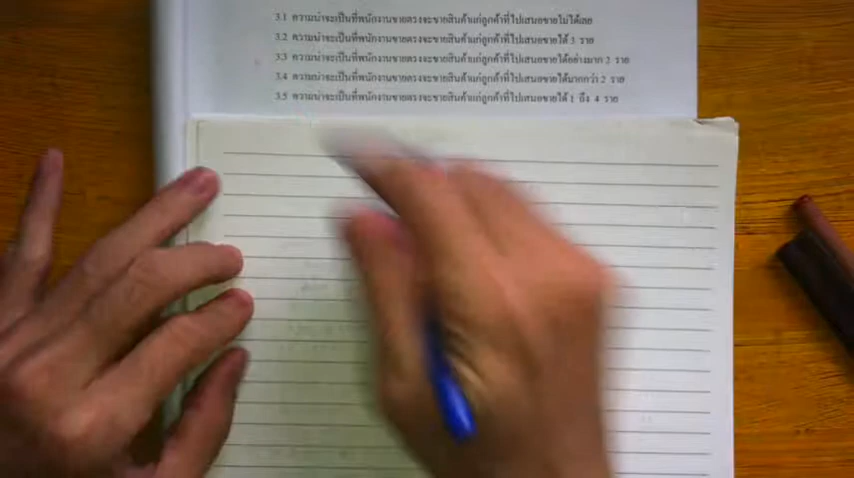 3.1 ความน่าจะเป็นที่พนักงานขายตรงจะขายสินค้าแก่ลูกค้าที่ไปเสนอขายไม่ได้เลย
3.2 ความน่าจะเป็นที่พนักงานขายตรงจะขายสินค้าแก่ลูกค้าที่ไปเสนอขายได้ 3 ราย
3.3 ความน่าจะเป็นที่พนักงานขายตรงจะขายสินค้าแก่ลูกค้าที่ไปเสนอขายได้อย่างมาก 2 ราย
3.4 ความน่าจะเป็นที่พนักงานขายตรงจะขายสินค้าแก่ลูกค้าที่ไปเสนอขายได้มากกว่า 2 ราย
3.5 ความน่าจะเป็นที่พนักงานขายตรงจะขายสินค้าแก่ลูกค้าที่ไปเสนอขายได้ 1 ถึง 4 ราย